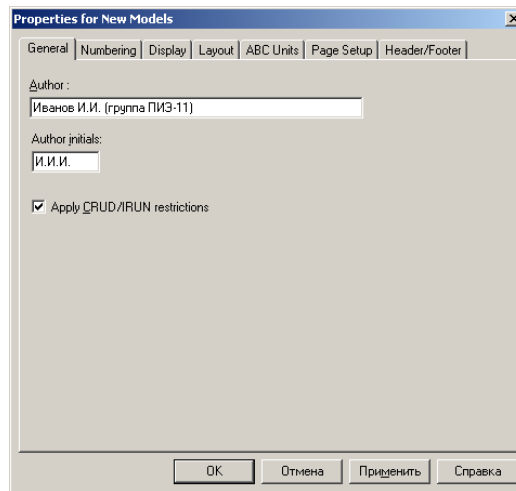 Properties for New Models
General Numbering Display Layout ABC Units Page Setup Header/Footer
Author :
Иванов И.И. (группа ПИЭ-11)
Author initials:
И.И.И.
Apply CRUD/IRUN restrictions
OK Отмена Применить Справка